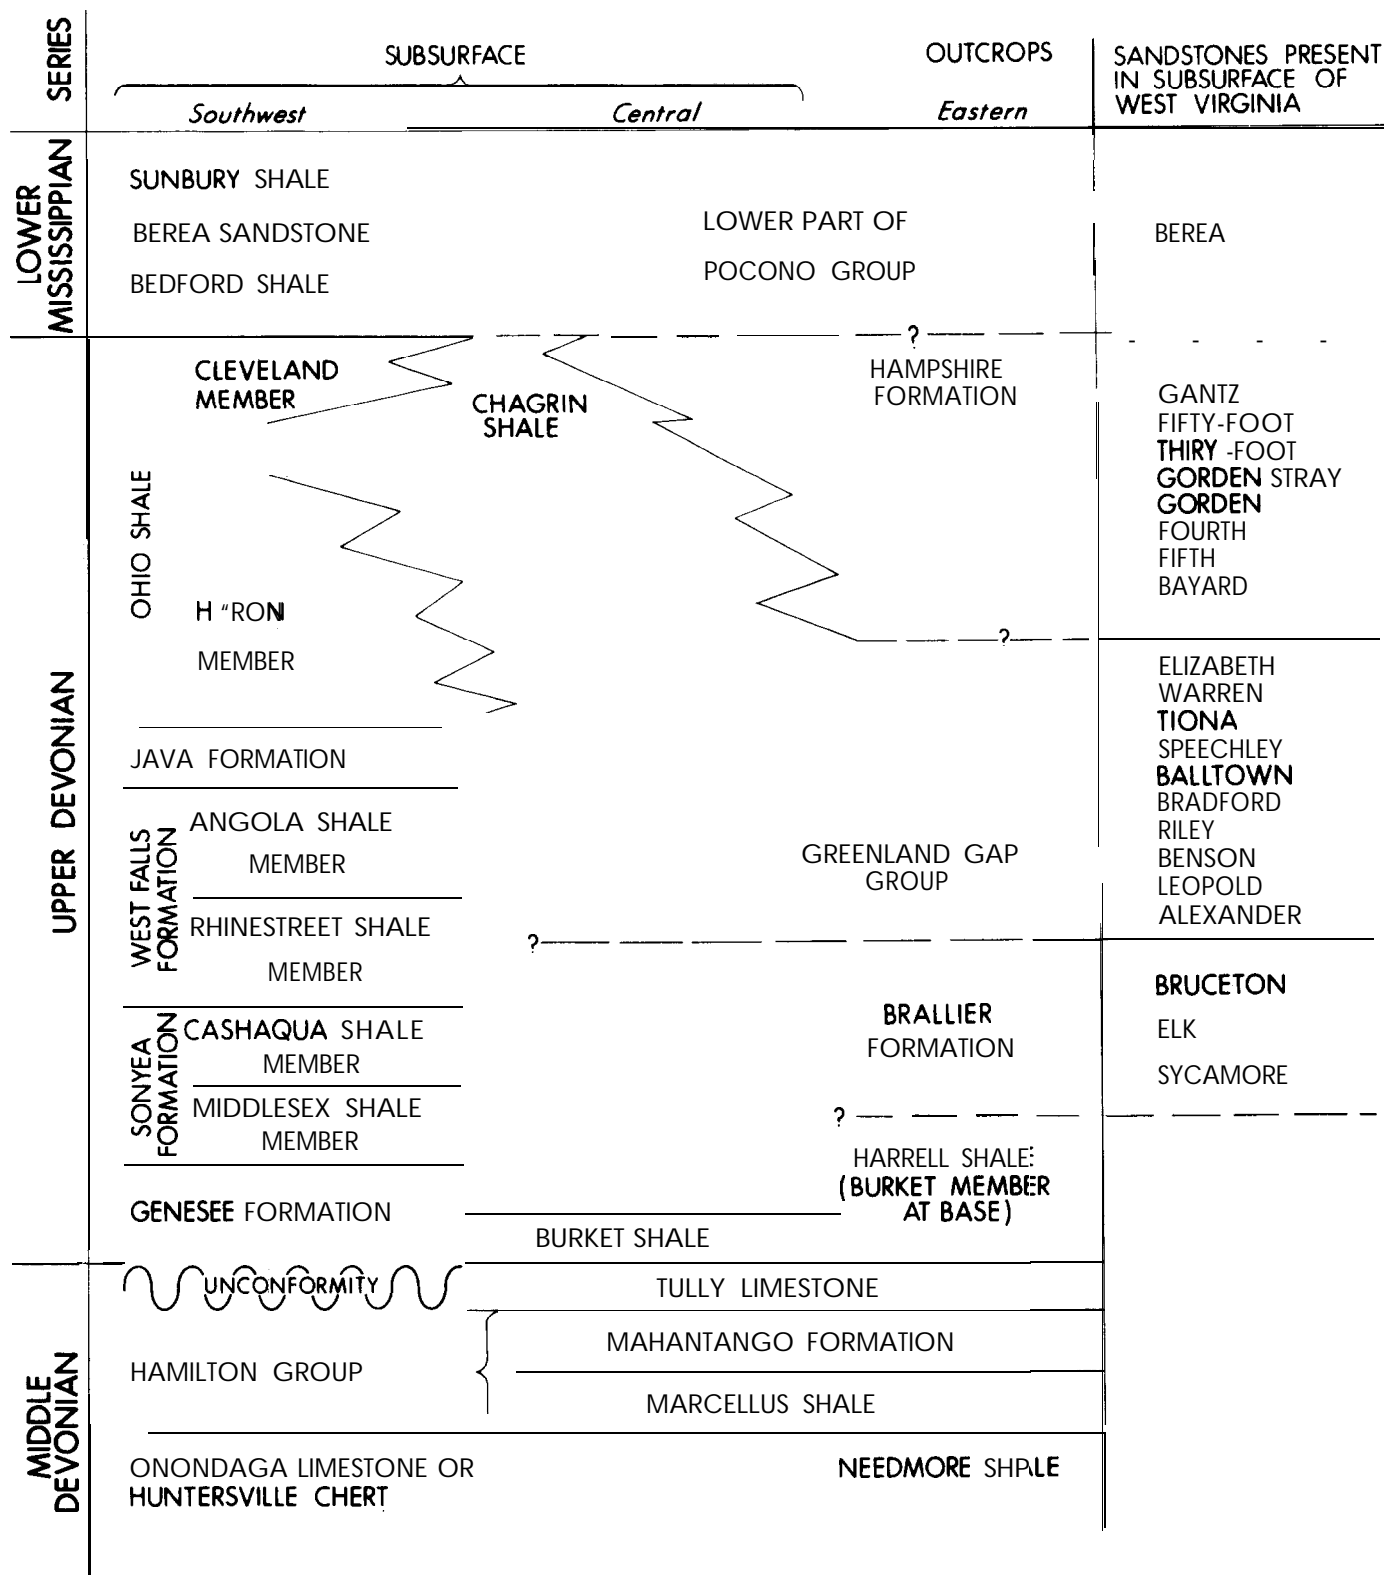 SERIES
SUBSURFACE
OUTCROPS
SANDSTONES PRESENT
IN SUBSURFACE OF
WEST VIRGINIA
Southwest
Central
Eastern
LOWER
MISSISSIPPIAN
SUNBURY SHALE
BEREA SANDSTONE
BEDFORD SHALE
LOWER PART OF
POCONO GROUP
BEREA
UPPER DEVONIAN
OHIO SHALE
CLEVELAND
MEMBER
CHAGRIN
SHALE
?
HAMPSHIRE
FORMATION
GANTZ
FIFTY-FOOT
THIRY -FOOT
GORDEN STRAY
GORDEN
FOURTH
FIFTH
BAYARD
H “RON
MEMBER
?
ELIZABETH
WARREN
TIONA
SPEECHLEY
BALLTOWN
BRADFORD
RILEY
BENSON
LEOPOLD
ALEXANDER
JAVA FORMATION
WEST FALLS
FORMATION
ANGOLA SHALE
MEMBER
RHINESTREET SHALE
MEMBER
GREENLAND GAP
GROUP
?
SONYEA
FORMATION
CASHAQUA SHALE
MEMBER
MIDDLESEX SHALE
MEMBER
BRALLIER
FORMATION
BRUCETON
ELK
SYCAMORE
?
HARRELL SHALE:
(BURKET MEMBER
AT BASE)
GENESEE FORMATION
BURKET SHALE
MIDDLE
DEVONIAN
UNCONFORMITY
TULLY LIMESTONE
HAMILTON GROUP
MAHANTANGO FORMATION
MARCELLUS SHALE
ONONDAGA LIMESTONE OR
HUNTERSVILLE CHERT
NEEDMORE SHPLE